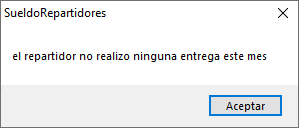 SueldoRepartidores
el repartidor no realizo ninguna entrega este mes
Aceptar